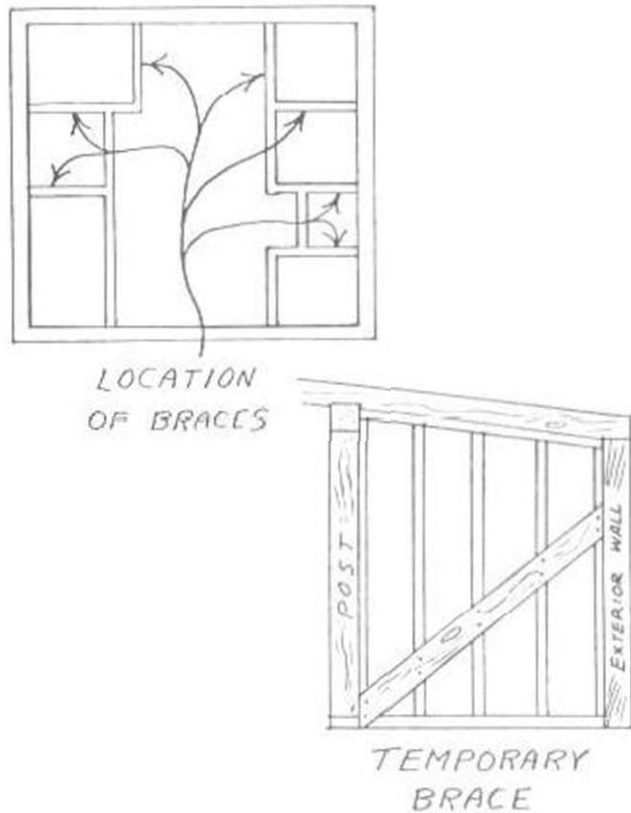 LOCATION
OF BRACES
POST
EXTERIOR WALL
TEMPORARY
BRACE